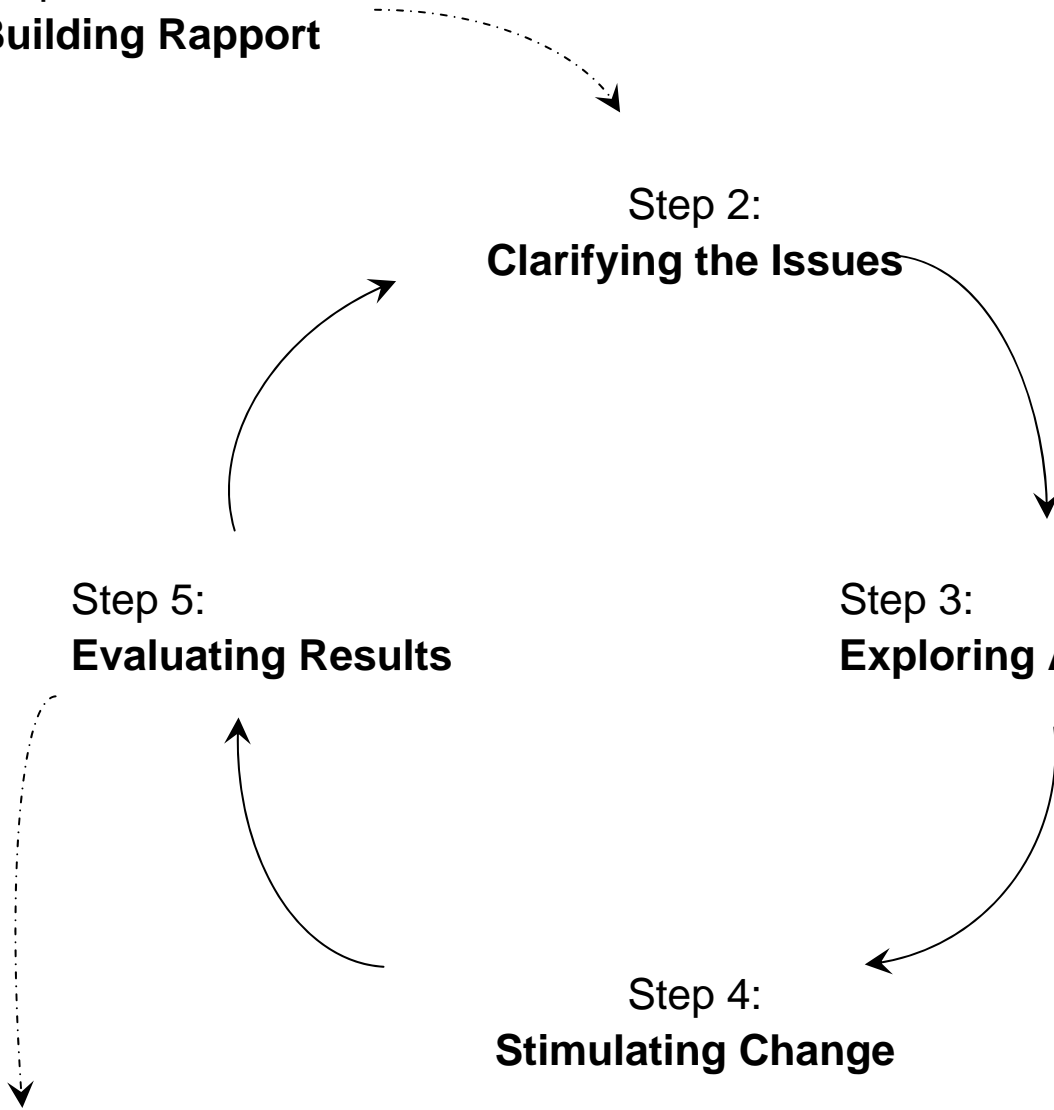 Building Rapport
Step 2:
Clarifying the Issues
Step 5:
Evaluating Results
Step 3:
Exploring
Step 4:
Stimulating Change